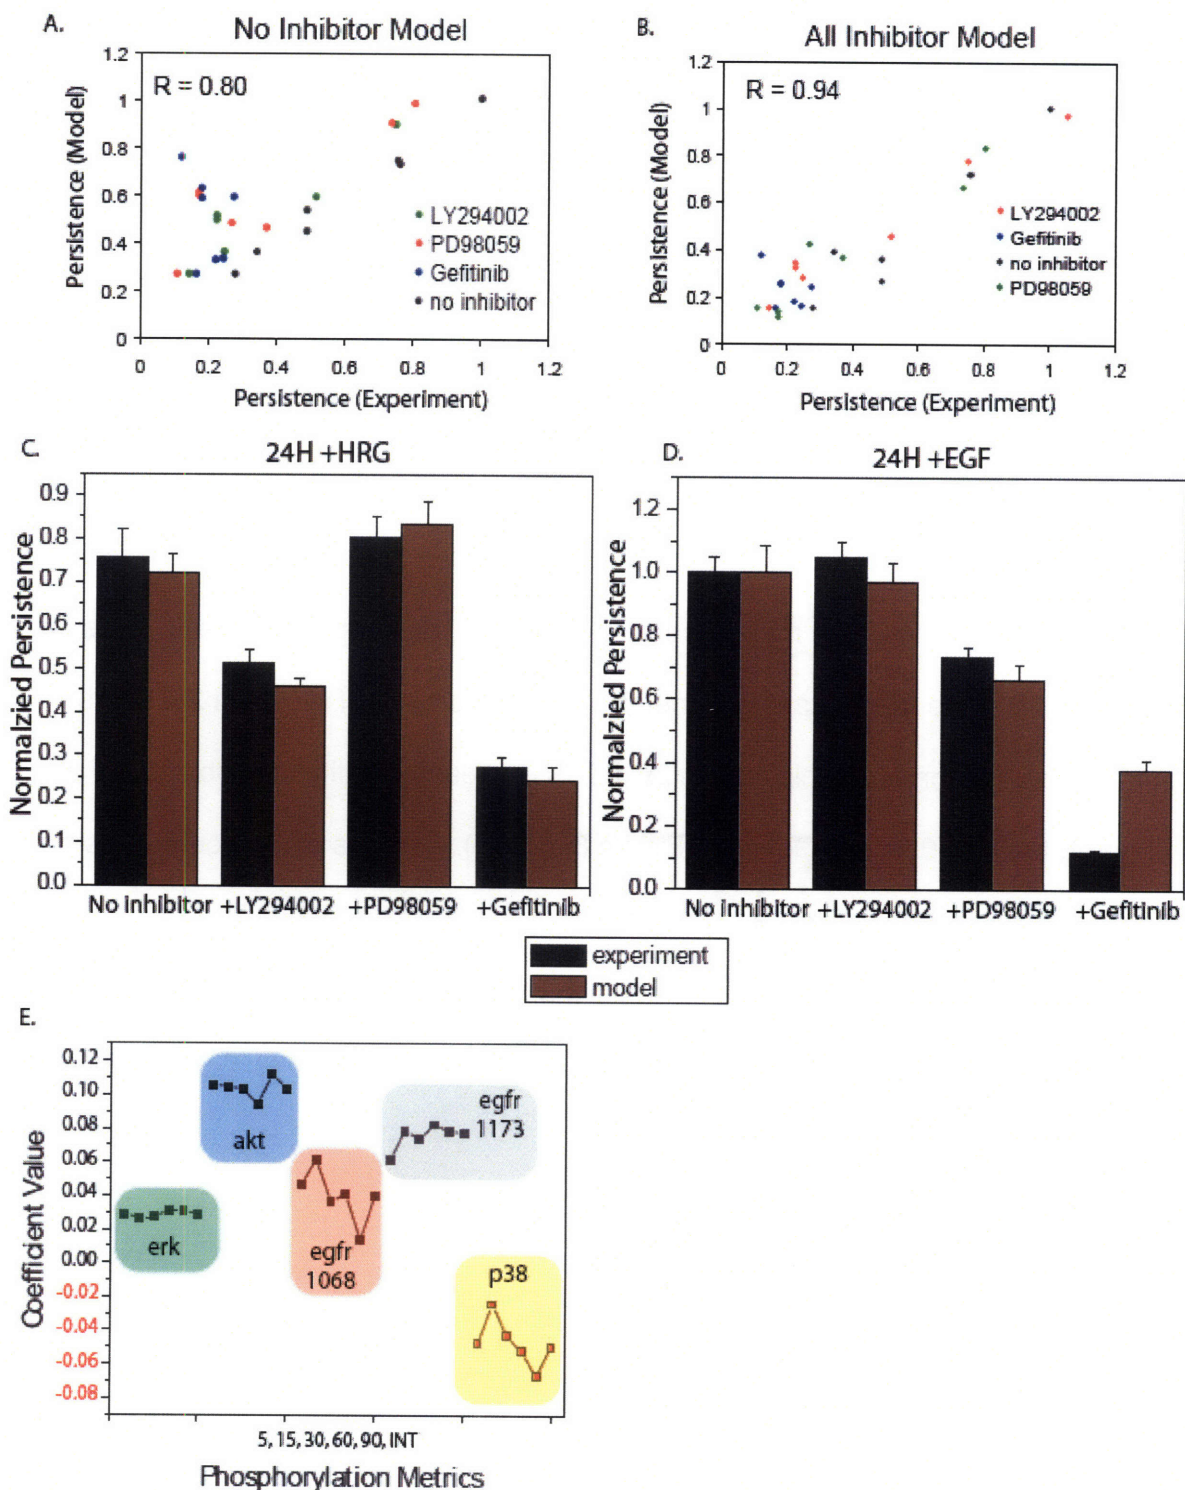 A.
No Inhibitor Model
R = 0.80
1.2
1
0.8
0.6
0.4
0.2
0
Persistence (Model)
LY294002
PD98059
Gefitinib
no inhibitor
0 0.2 0.4 0.6 0.8 1 1.2
Persistence (Experiment)
B.
All Inhibitor Model
R = 0.94
1.2
1
0.8
0.6
0.4
0.2
0
Persistence (Model)
LY294002
Gefitinib
no inhibitor
PD98059
0 0.2 0.4 0.6 0.8 1 1.2
Persistence (Experiment)
C.
24H +HRG
0.9
0.8
0.7
0.6
0.5
0.4
0.3
0.2
0.1
0.0
Normalzied Persistence
No inhibitor +LY294002 +PD98059 +Gefitinib
D.
24H +EGF
1.2
1.0
0.8
0.6
0.4
0.2
0.0
Normalzied Persistence
No inhibitor +LY294002 +PD98059 +Gefitinib
experiment
model
E.
0.12
0.10
0.08
0.06
0.04
0.02
0.00
-0.02
-0.04
-0.06
-0.08
Coefficient Value
erk
akt
egfr
1068
egfr
1173
p38
5, 15, 30, 60, 90, INT
Phosphorylation Metrics